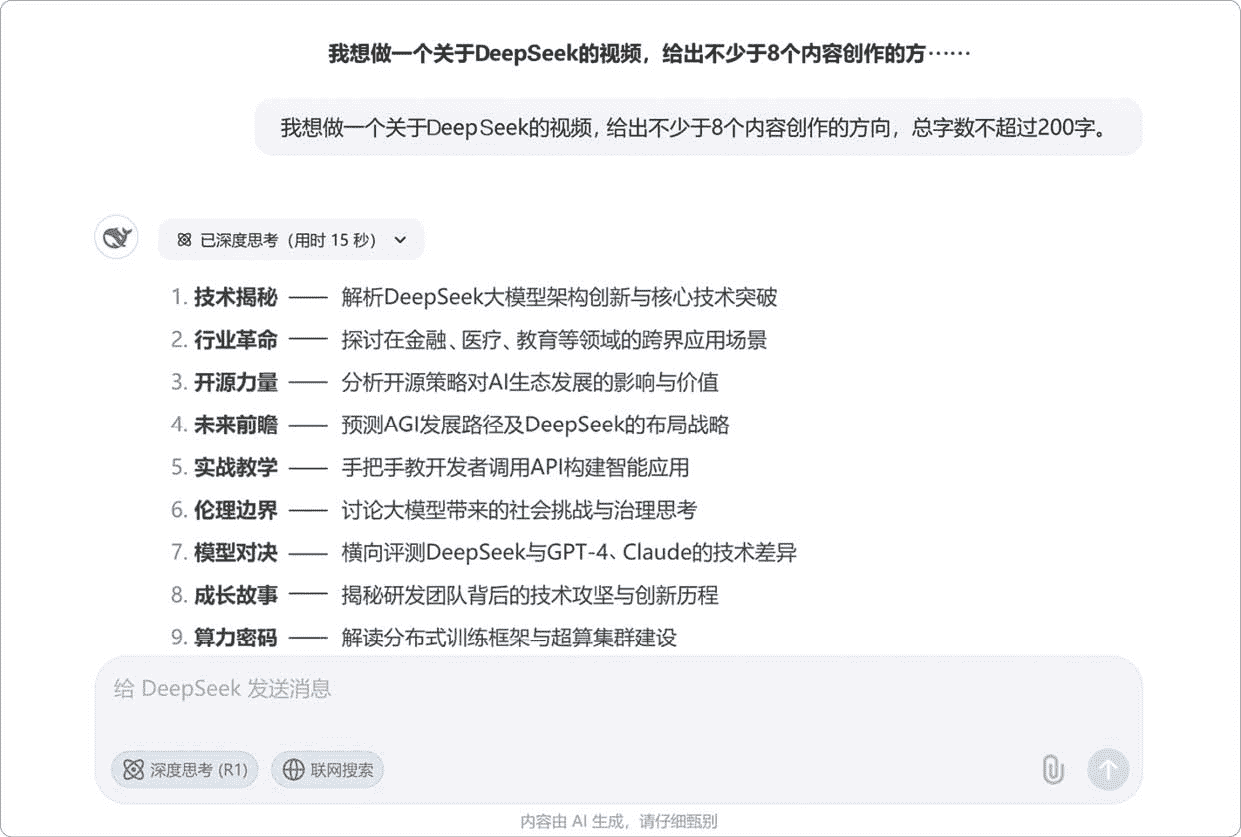 我想做一个关于DeepSeek的视频，给出不少于8个内容创作的方……
我想做一个关于DeepSeek的视频，给出不少于8个内容创作的方向，总字数不超过200字。
已深度思考（用时 15 秒）
1. 技术揭秘 —— 解析DeepSeek大模型架构创新与核心技术突破
2. 行业革命 —— 探讨在金融、医疗、教育等领域的跨界应用场景
3. 开源力量 —— 分析开源策略对AI生态发展的影响与价值
4. 未来前瞻 —— 预测AGI发展路径及DeepSeek的布局战略
5. 实战教学 —— 手把手教开发者调用API构建智能应用
6. 伦理边界 —— 讨论大模型带来的社会挑战与治理思考
7. 模型对决 —— 横向评测DeepSeek与GPT-4、Claude的技术差异
8. 成长故事 —— 揭秘研发团队背后的技术攻坚与创新历程
9. 算力密码 —— 解读分布式训练框架与超算集群建设
给 DeepSeek 发送消息
深度思考 (R1) 联网搜索
内容由 AI 生成，请仔细甄别